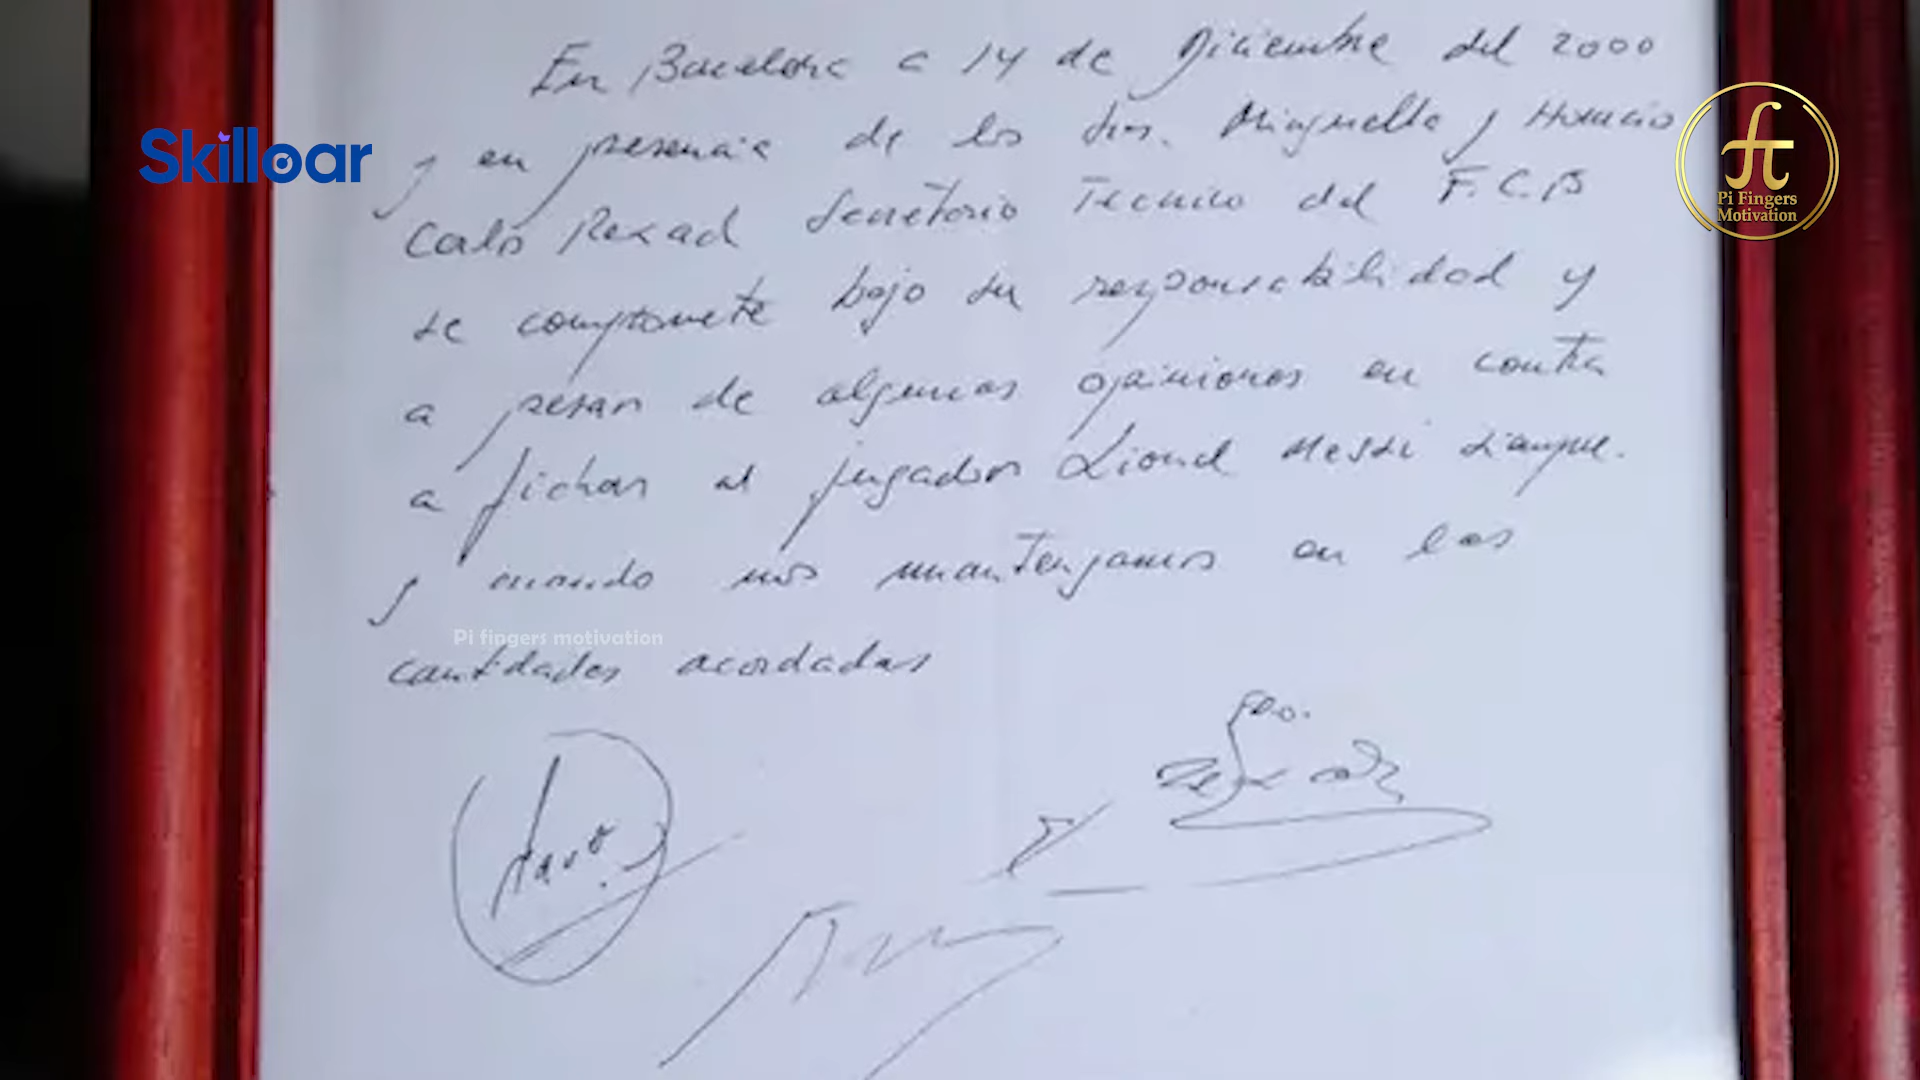 En Barcelona a 14 de Diciembre del 2000
y en presencia de los Srs. Minguella y Horacio
Carlos Rexad Secretario Tecnico del F.C.B
se compromete bajo su responsabilidad y
a pesar de algunas opiniones en contra
a fichar al jugador Lionel Messi siempre.
y cuando nos mantengamos en las
cantidades acordadas
Skilloar
Pi Fingers
Motivation
Pi fingers motivation